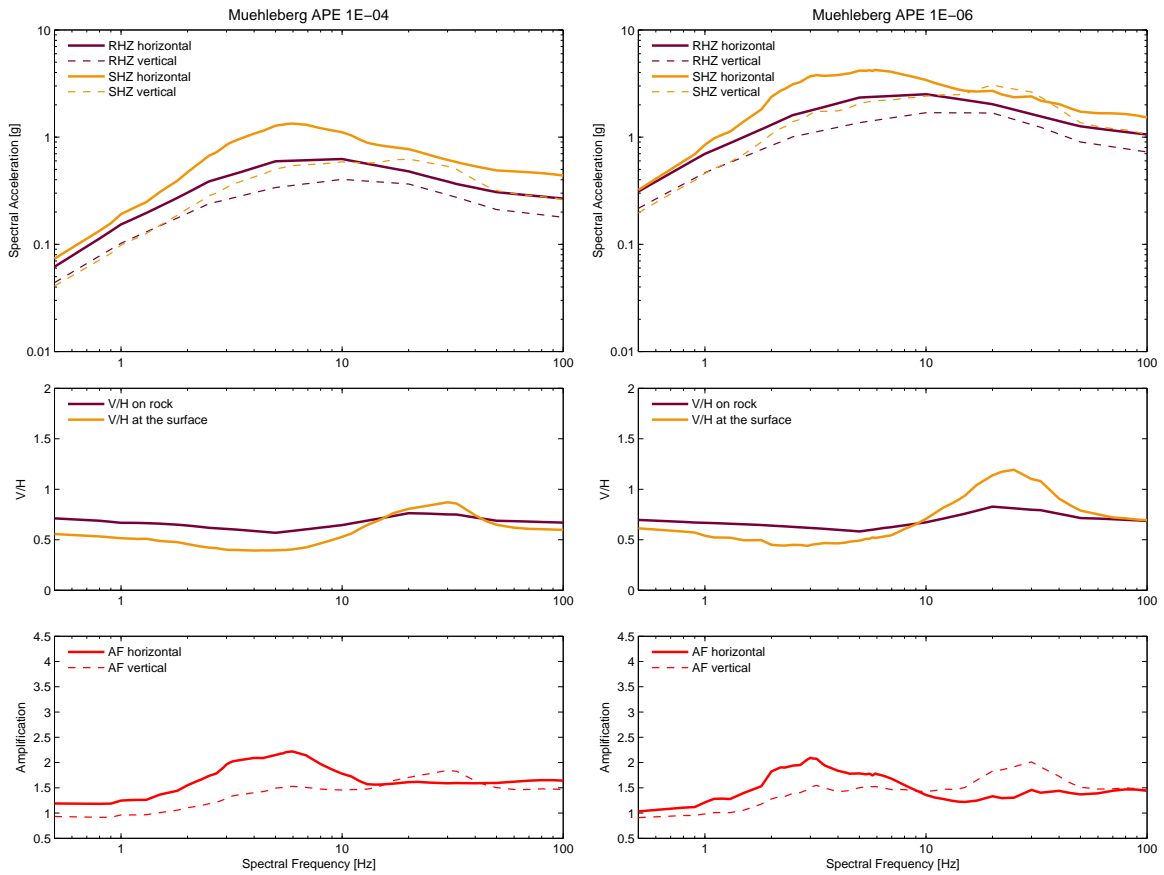 Muehleberg APE 1E−04
10
1
0.1
0.01
Spectral Acceleration [g]
RHZ horizontal
RHZ vertical
SHZ horizontal
SHZ vertical
1
10
100
2
1.5
1
0.5
0
V/H
V/H on rock
V/H at the surface
1
10
100
4.5
4
3.5
3
2.5
2
1.5
1
0.5
Amplification
AF horizontal
AF vertical
1
10
100
Spectral Frequency [Hz]
Muehleberg APE 1E−06
10
1
0.1
0.01
Spectral Acceleration [g]
RHZ horizontal
RHZ vertical
SHZ horizontal
SHZ vertical
1
10
100
2
1.5
1
0.5
0
V/H
V/H on rock
V/H at the surface
1
10
100
4.5
4
3.5
3
2.5
2
1.5
1
0.5
Amplification
AF horizontal
AF vertical
1
10
100
Spectral Frequency [Hz]